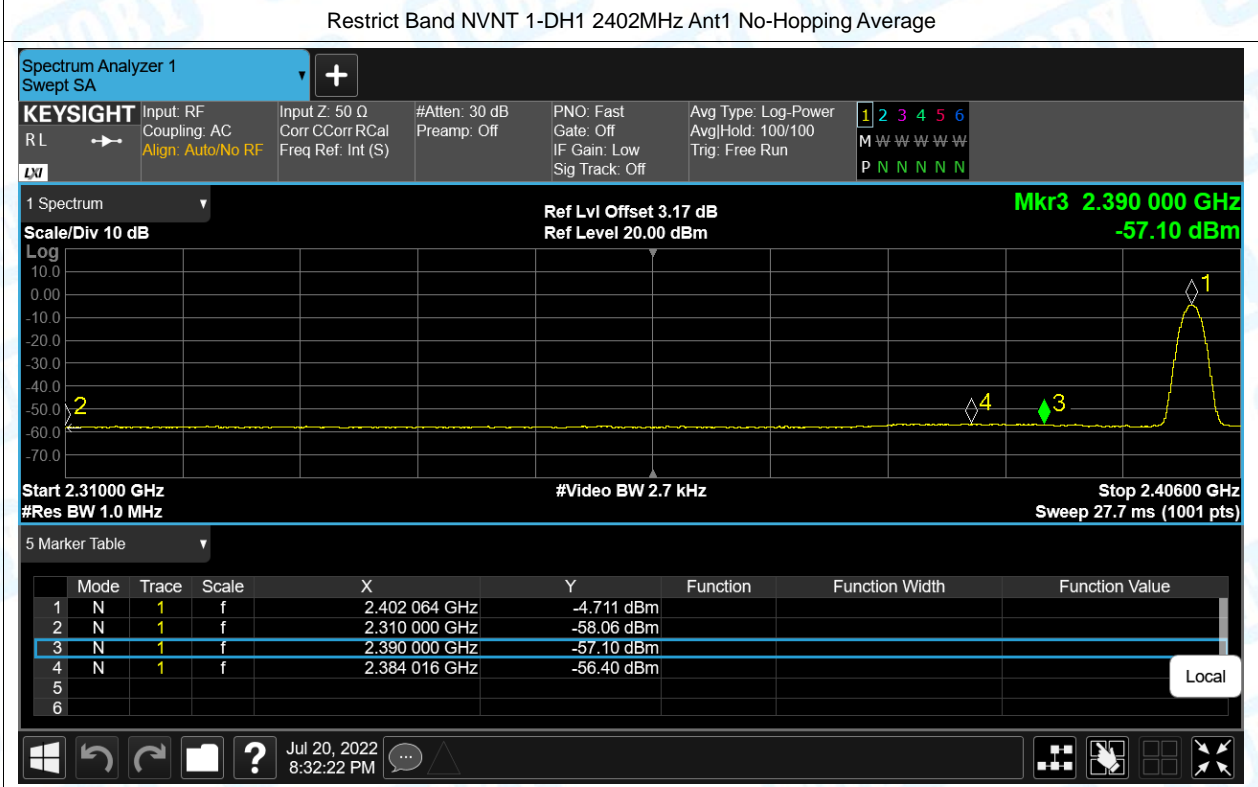 Restrict Band NVNT 1-DH1 2402MHz Ant1 No-Hopping Average
Spectrum Analyzer 1
Swept SA
▼ +
KEYSIGHT Input: RF Input Z: 50 Ω #Atten: 30 dB PNO: Fast Avg Type: Log-Power 1 2 3 4 5 6
R L Coupling: AC Corr CCorr RCal Preamp: Off Gate: Off Avg|Hold: 100/100 M W W W W W
Align: Auto/No RF Freq Ref: Int (S) IF Gain: Low Trig: Free Run
LXI Sig Track: Off P N N N N N
1 Spectrum ▼ Ref Lvl Offset 3.17 dB Mkr3 2.390 000 GHz
Scale/Div 10 dB Ref Level 20.00 dBm -57.10 dBm
Log
10.0
0.00 1
-10.0
-20.0
-30.0
-40.0
-50.0 2 4 3
-60.0
-70.0
Start 2.31000 GHz #Video BW 2.7 kHz Stop 2.40600 GHz
#Res BW 1.0 MHz Sweep 27.7 ms (1001 pts)
5 Marker Table ▼
Mode Trace Scale X Y Function Function Width Function Value
1 N 1 f 2.402 064 GHz -4.711 dBm
2 N 1 f 2.310 000 GHz -58.06 dBm
3 N 1 f 2.390 000 GHz -57.10 dBm
4 N 1 f 2.384 016 GHz -56.40 dBm
5
6
Local
? Jul 20, 2022
8:32:22 PM